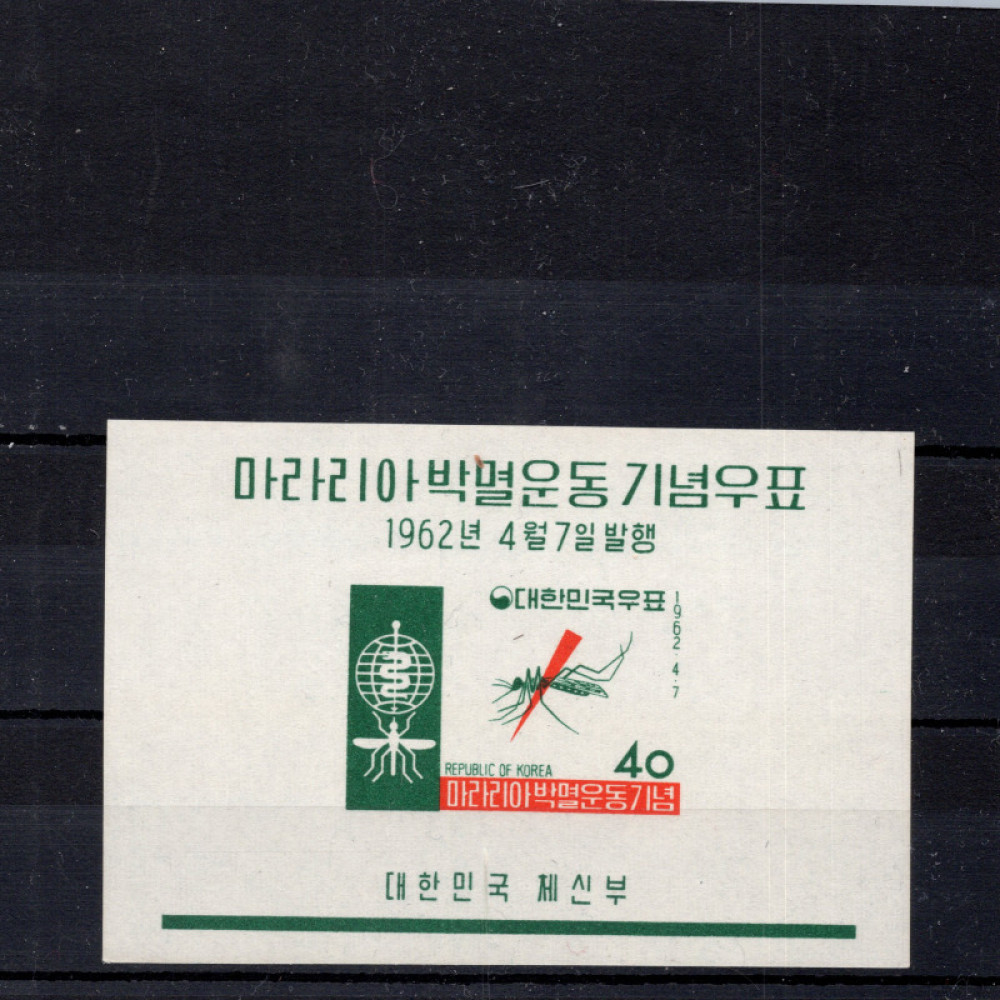 마라리아박멸운동기념우표
1962년 4월7일발행
대한민국우표
1962.4.7
REPUBLIC OF KOREA
40
마라리아박멸운동기념
대한민국 체신부